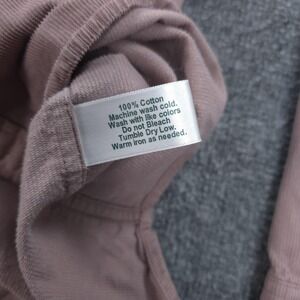 100% Cotton
Machine wash cold.
Wash with like colors
Do not Bleach
Tumble Dry Low.
Warm iron as needed.